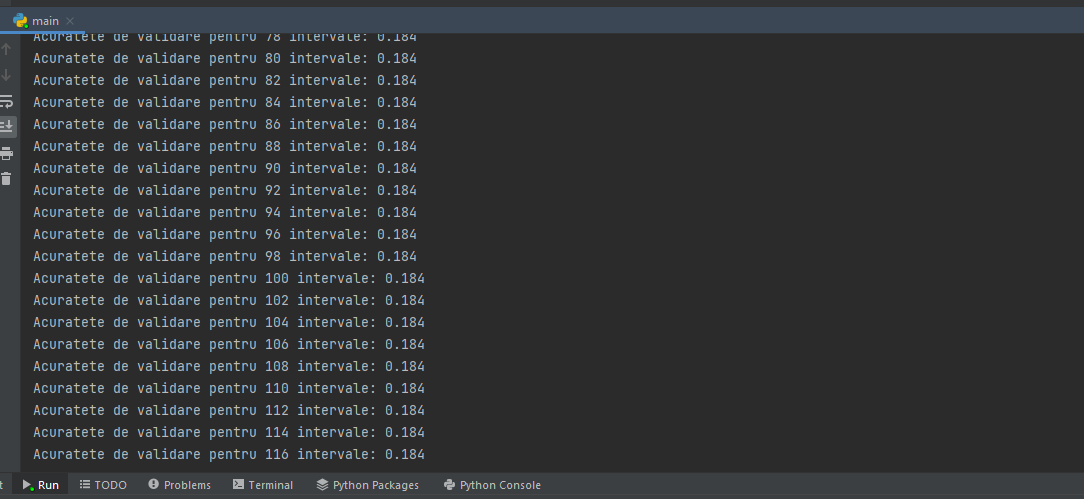 main
Acuratete de validare pentru 78 intervale: 0.184
Acuratete de validare pentru 80 intervale: 0.184
Acuratete de validare pentru 82 intervale: 0.184
Acuratete de validare pentru 84 intervale: 0.184
Acuratete de validare pentru 86 intervale: 0.184
Acuratete de validare pentru 88 intervale: 0.184
Acuratete de validare pentru 90 intervale: 0.184
Acuratete de validare pentru 92 intervale: 0.184
Acuratete de validare pentru 94 intervale: 0.184
Acuratete de validare pentru 96 intervale: 0.184
Acuratete de validare pentru 98 intervale: 0.184
Acuratete de validare pentru 100 intervale: 0.184
Acuratete de validare pentru 102 intervale: 0.184
Acuratete de validare pentru 104 intervale: 0.184
Acuratete de validare pentru 106 intervale: 0.184
Acuratete de validare pentru 108 intervale: 0.184
Acuratete de validare pentru 110 intervale: 0.184
Acuratete de validare pentru 112 intervale: 0.184
Acuratete de validare pentru 114 intervale: 0.184
Acuratete de validare pentru 116 intervale: 0.184
t Run TODO Problems Terminal Python Packages Python Console